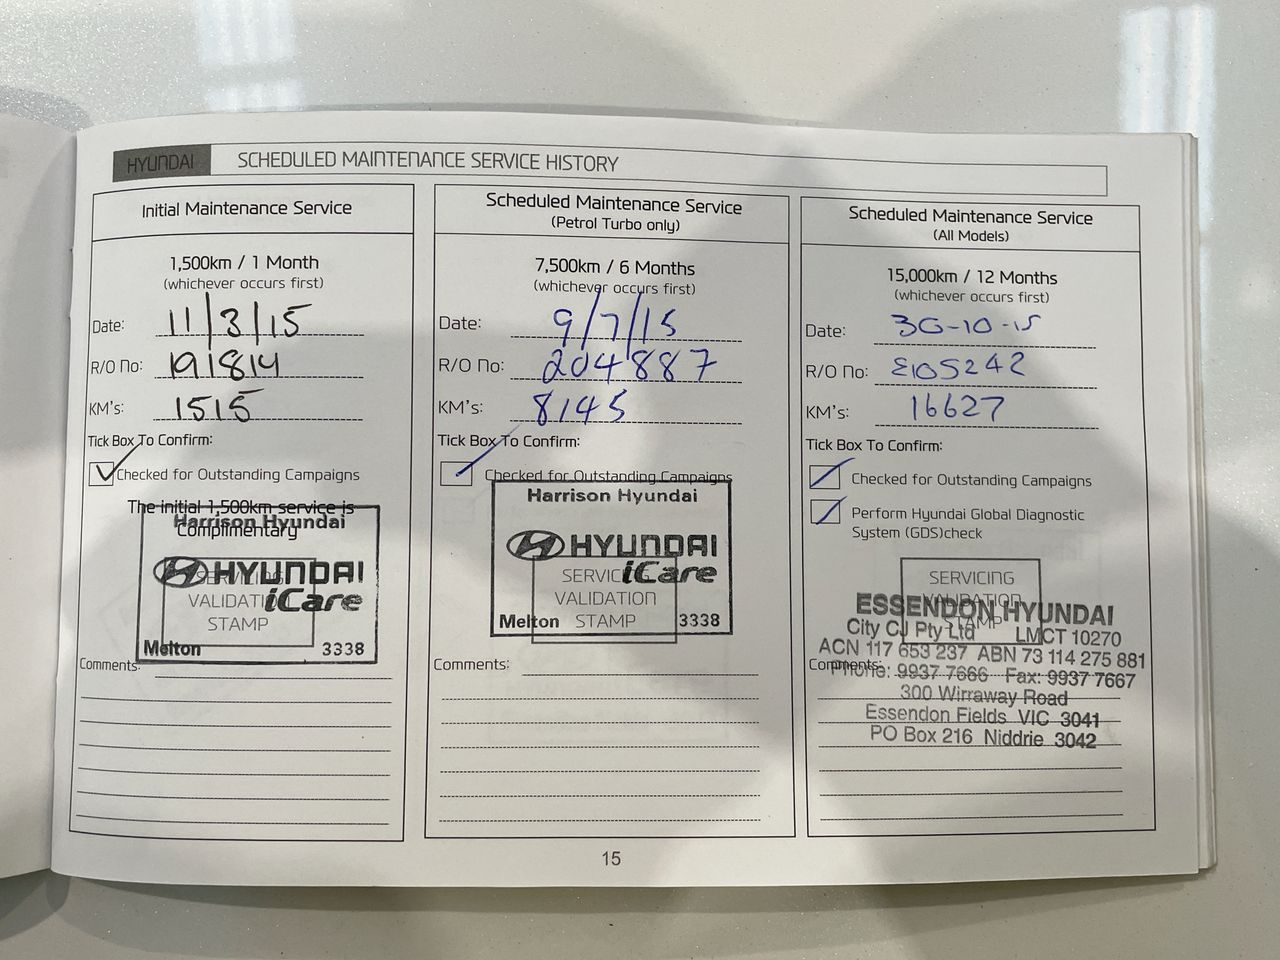 HYUNDAI SCHEDULED MAINTENANCE SERVICE HISTORY
Initial Maintenance Service
1,500km / 1 Month
(whichever occurs first)
Date: 11/3/15
R/O No: 191814
KM's: 1515
Tick Box To Confirm:
Checked for Outstanding Campaigns
The initial 1,500km service is
Complimentary
Harrison Hyundai
HYUNDAI
iCare
SERVICING
VALIDATION
STAMP
Melton 3338
Comments:
Scheduled Maintenance Service
(Petrol Turbo only)
7,500km / 6 Months
(whichever occurs first)
Date: 9/7/15
R/O No: 204887
KM's: 8145
Tick Box To Confirm:
Checked for Outstanding Campaigns
Harrison Hyundai
HYUNDAI
iCare
SERVICING
VALIDATION
STAMP
Melton 3338
Comments:
Scheduled Maintenance Service
(All Models)
15,000km / 12 Months
(whichever occurs first)
Date: 30-10-15
R/O No: E105242
KM's: 16627
Tick Box To Confirm:
Checked for Outstanding Campaigns
Perform Hyundai Global Diagnostic
System (GDS)check
SERVICING
VALIDATION
STAMP
ESSENDON HYUNDAI
City CJ Pty Ltd LMCT 10270
ACN 117 653 237 ABN 73 114 275 881
Comments:
Phone: 9937 7666 Fax: 9937 7667
300 Wirraway Road
Essendon Fields VIC 3041
PO Box 216 Niddrie 3042
15